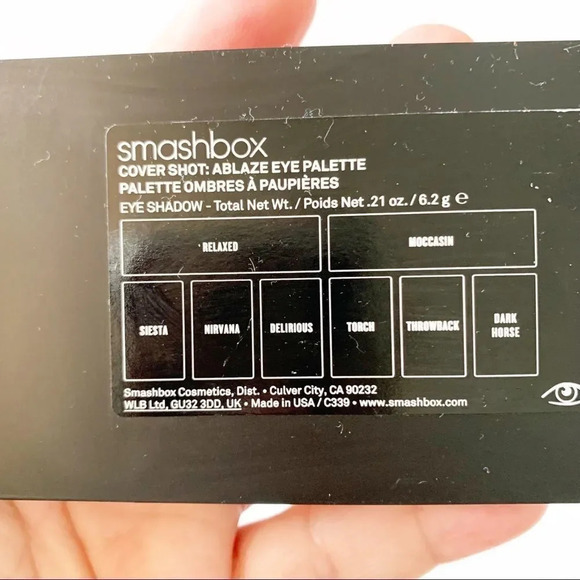 smashbox
COVER SHOT: ABLAZE EYE PALETTE
PALETTE OMBRES À PAUPIÈRES
EYE SHADOW - Total Net Wt. / Poids Net .21 oz. / 6.2 g ℮
RELAXED MOCCASIN
SIESTA NIRVANA DELIRIOUS TORCH THROWBACK DARK
HORSE
Smashbox Cosmetics, Dist. • Culver City, CA 90232
WLB Ltd, GU32 3DD, UK • Made in USA / C339 • www.smashbox.com